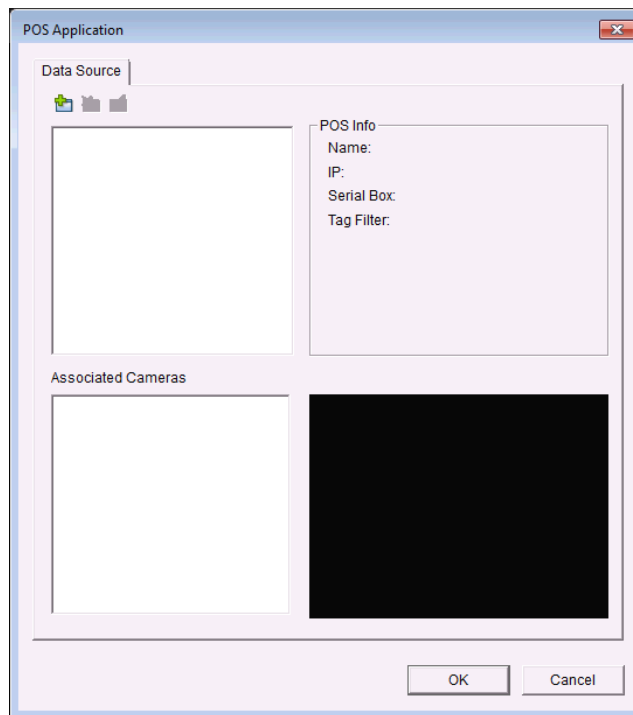 POS Application
Data Source
POS Info
Name:
IP:
Serial Box:
Tag Filter:
Associated Cameras
OK
Cancel